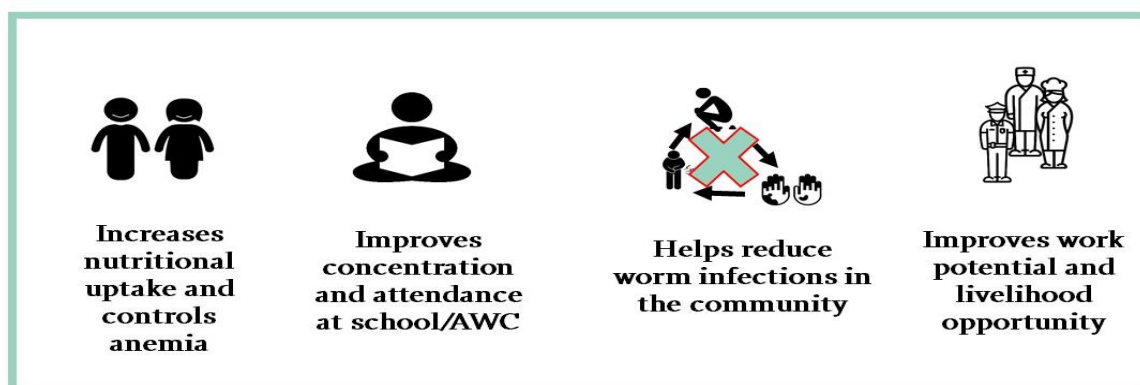 Increases
nutritional
uptake and
controls
anemia
Improves
concentration
and attendance
at school/AWC
Helps reduce
worm infections in
the community
Improves work
potential and
livelihood
opportunity